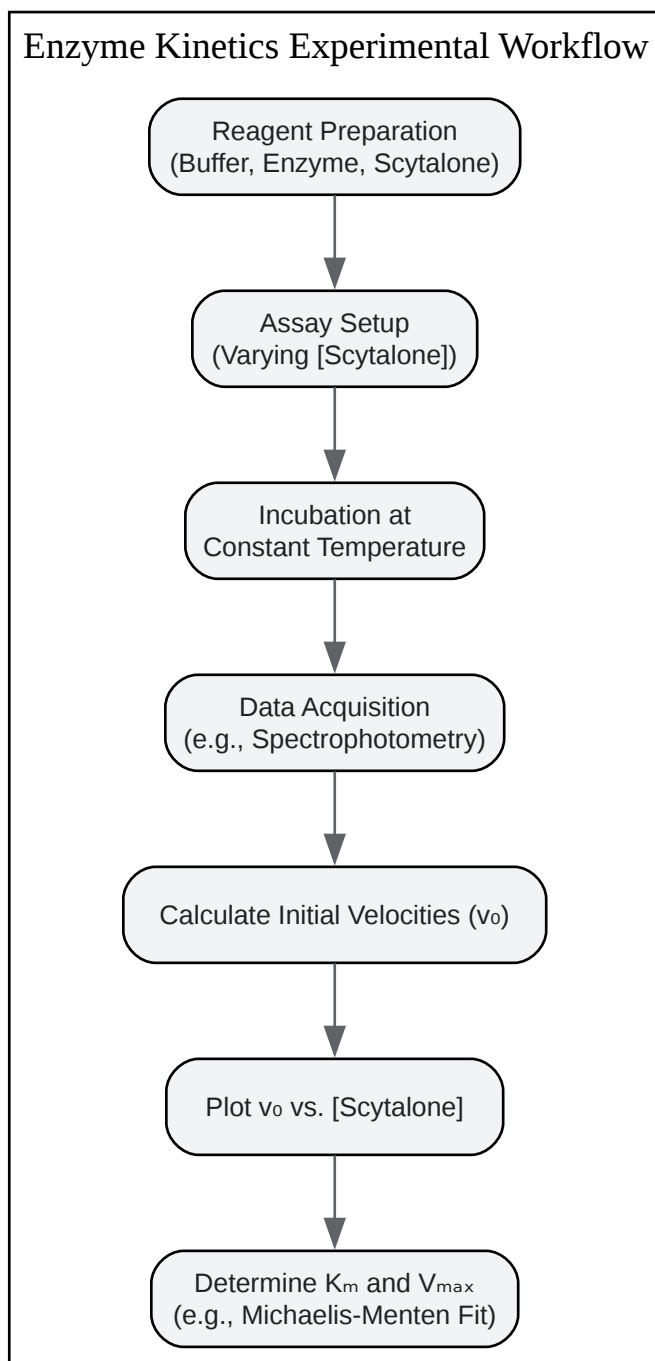 Enzyme Kinetics Experimental Workflow
Reagent Preparation
(Buffer, Enzyme, Scytalone)
Assay Setup
(Varying [Scytalone])
Incubation at
Constant Temperature
Data Acquisition
(e.g., Spectrophotometry)
Calculate Initial Velocities (v₀)
Plot v₀ vs. [Scytalone]
Determine Kₘ and Vₘₐₓ
(e.g., Michaelis-Menten Fit)